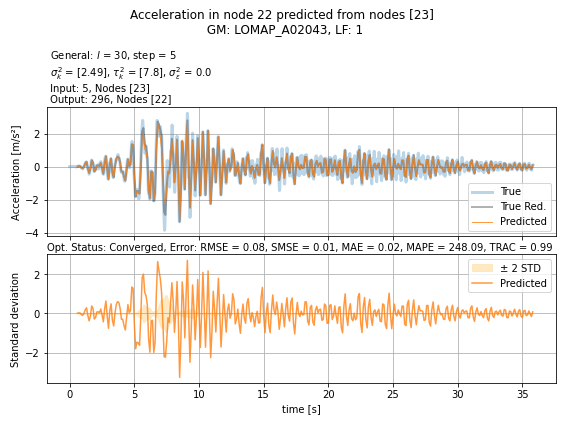 Acceleration in node 22 predicted from nodes [23]
GM: LOMAP_A02043, LF: 1
General: l = 30, step = 5
σ²ₖ = [2.49], τ²ₖ = [7.8], σ²ε = 0.0
Input: 5, Nodes [23]
Output: 296, Nodes [22]
Acceleration [m/s²]
2
0
−2
−4
True
True Red.
Predicted
Opt. Status: Converged, Error: RMSE = 0.08, SMSE = 0.01, MAE = 0.02, MAPE = 248.09, TRAC = 0.99
Standard deviation
2
0
−2
± 2 STD
Predicted
0 5 10 15 20 25 30 35
time [s]